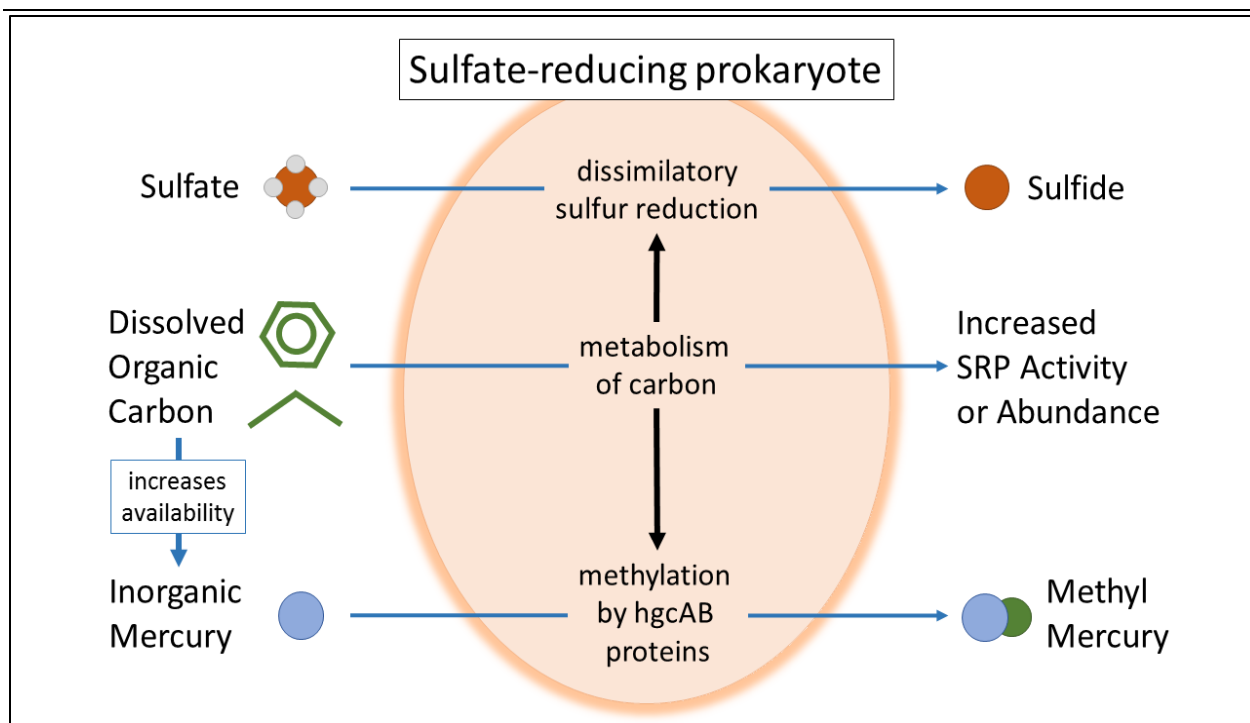 Sulfate-reducing prokaryote
Sulfate
dissimilatory
sulfur reduction
Sulfide
Dissolved
Organic
Carbon
metabolism
of carbon
Increased
SRP Activity
or Abundance
increases
availability
Inorganic
Mercury
methylation
by hgcAB
proteins
Methyl
Mercury